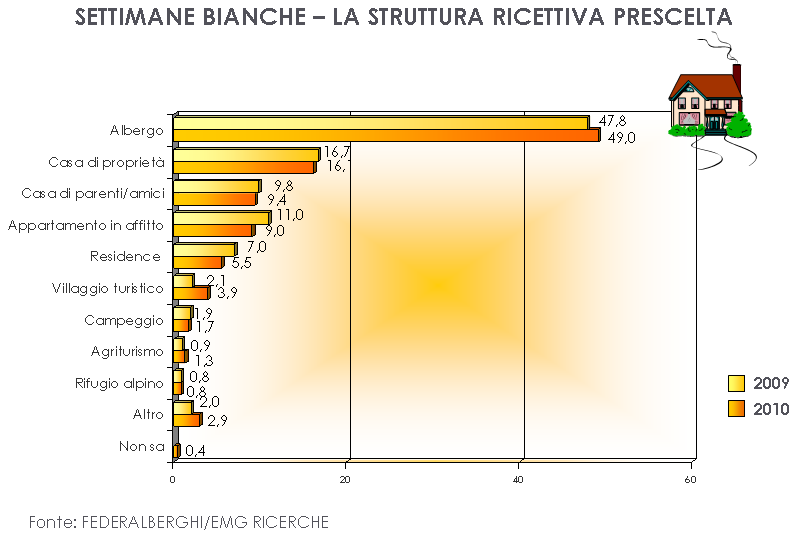 SETTIMANE BIANCHE – LA STRUTTURA RICETTIVA PRESCELTA
Albergo 47,8
49,0
Casa di proprietà 16,7
Casa di parenti/amici 9,8
9,4
Appartamento in affitto 11,0
9,0
Residence 7,0
5,5
Villaggio turistico 2,1
3,9
Campeggio 1,9
1,7
Agriturismo 0,9
1,3
Rifugio alpino 0,8
0,8
Altro 2,0
2,9
Non sa 0,4
0 20 40 60
2009
2010
Fonte: FEDERALBERGHI/EMG RICERCHE